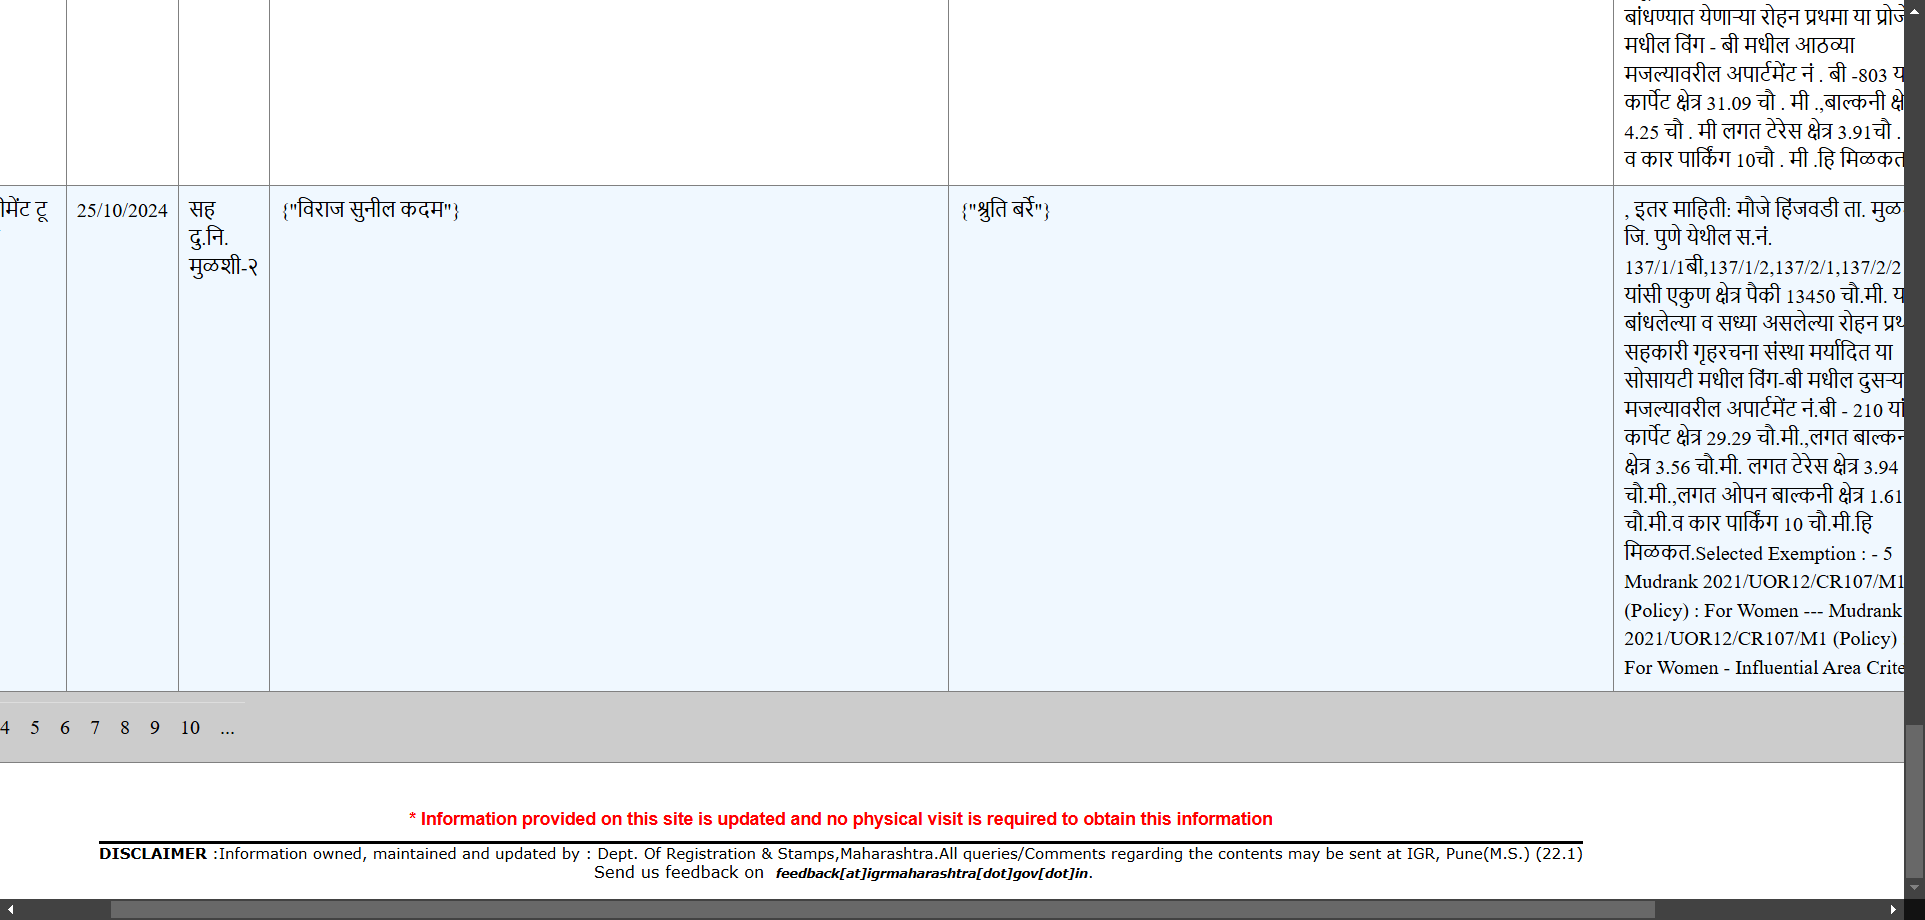 बांधण्यात येणाऱ्या रोहन प्रथमा या प्रोजे
मधील विंग - बी मधील आठव्या
मजल्यावरील अपार्टमेंट नं . बी -803 य
कार्पेट क्षेत्र 31.09 चौ . मी .,बाल्कनी क्षे
4.25 चौ . मी लगत टेरेस क्षेत्र 3.91चौ .
व कार पार्किंग 10चौ . मी .हि मिळकत
मेंट टू
25/10/2024
सह
दु.नि.
मुळशी-२
{"विराज सुनील कदम"}
{"श्रुति बर्रे"}
, इतर माहिती: मौजे हिंजवडी ता. मुळ
जि. पुणे येथील स.नं.
137/1/1बी,137/1/2,137/2/1,137/2/2
यांसी एकुण क्षेत्र पैकी 13450 चौ.मी. य
बांधलेल्या व सध्या असलेल्या रोहन प्रथ
सहकारी गृहरचना संस्था मर्यादित या
सोसायटी मधील विंग-बी मधील दुसऱ्य
मजल्यावरील अपार्टमेंट नं.बी - 210 यां
कार्पेट क्षेत्र 29.29 चौ.मी.,लगत बाल्कन
क्षेत्र 3.56 चौ.मी. लगत टेरेस क्षेत्र 3.94
चौ.मी.,लगत ओपन बाल्कनी क्षेत्र 1.61
चौ.मी.व कार पार्किंग 10 चौ.मी.हि
मिळकत.Selected Exemption : - 5
Mudrank 2021/UOR12/CR107/M1
(Policy) : For Women --- Mudrank
2021/UOR12/CR107/M1 (Policy)
For Women - Influential Area Crite
4 5 6 7 8 9 10 ...
* Information provided on this site is updated and no physical visit is required to obtain this information
DISCLAIMER :Information owned, maintained and updated by : Dept. Of Registration & Stamps,Maharashtra.All queries/Comments regarding the contents may be sent at IGR, Pune(M.S.) (22.1)
Send us feedback on feedback[at]igrmaharashtra[dot]gov[dot]in.